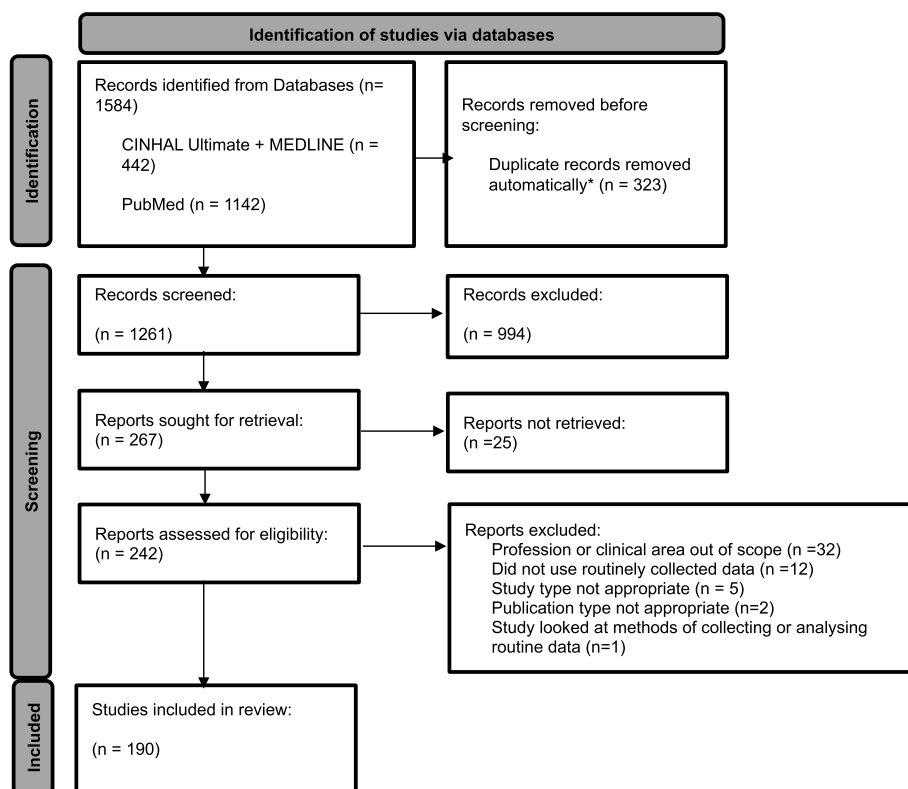 Identification of studies via databases
Identification
Records identified from Databases (n=
1584)
CINHAL Ultimate + MEDLINE (n =
442)
PubMed (n = 1142)
Records removed before
screening:
Duplicate records removed
automatically* (n = 323)
Screening
Records screened:
(n = 1261)
Records excluded:
(n = 994)
Reports sought for retrieval:
(n = 267)
Reports not retrieved:
(n =25)
Reports assessed for eligibility:
(n = 242)
Reports excluded:
Profession or clinical area out of scope (n =32)
Did not use routinely collected data (n =12)
Study type not appropriate (n = 5)
Publication type not appropriate (n=2)
Study looked at methods of collecting or analysing
routine data (n=1)
Included
Studies included in review:
(n = 190)